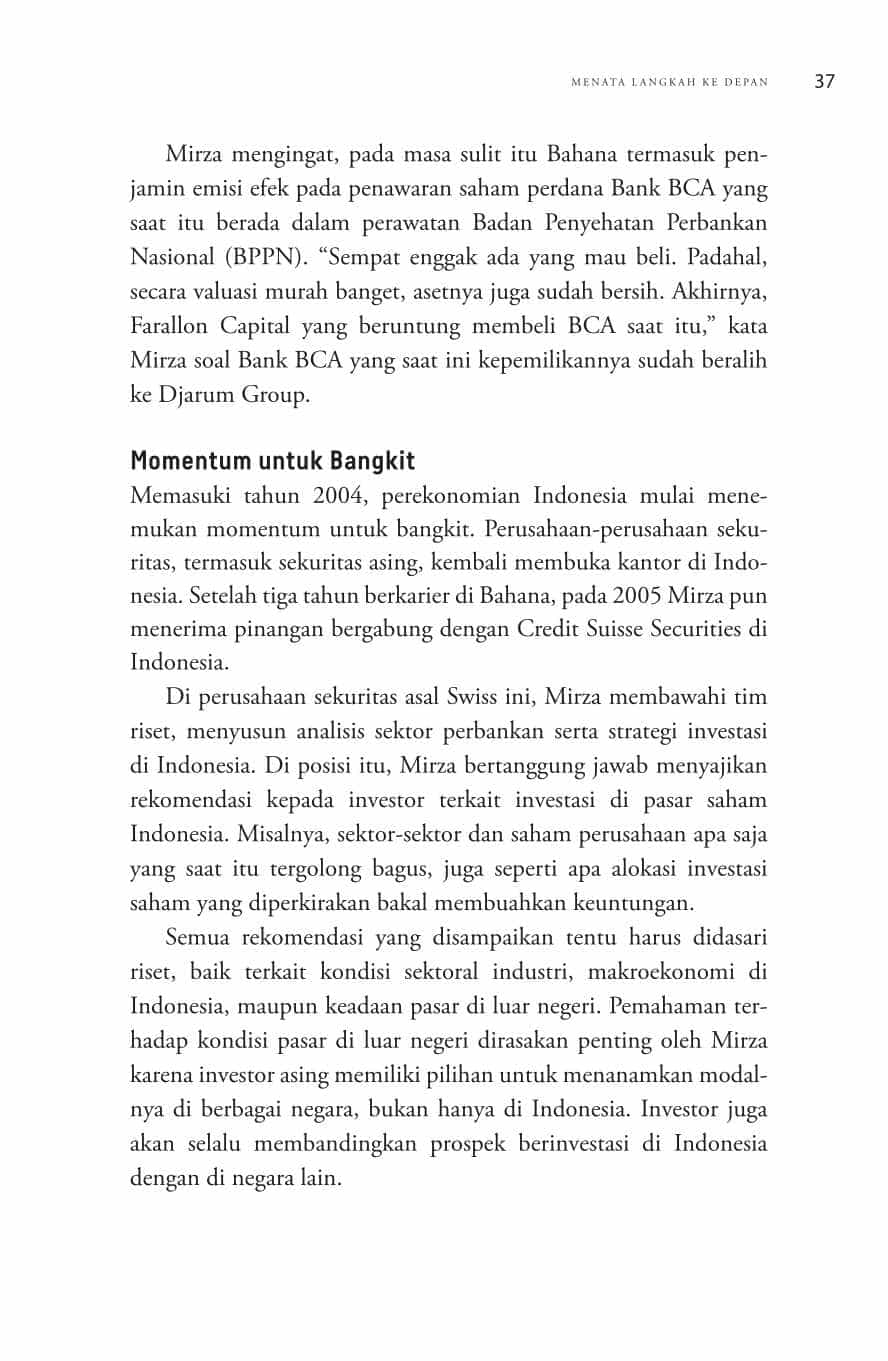 MENATA LANGKAH KE DEPAN 37
Mirza mengingat, pada masa sulit itu Bahana termasuk pen-
jamin emisi efek pada penawaran saham perdana Bank BCA yang
saat itu berada dalam perawatan Badan Penyehatan Perbankan
Nasional (BPPN). “Sempat enggak ada yang mau beli. Padahal,
secara valuasi murah banget, asetnya juga sudah bersih. Akhirnya,
Farallon Capital yang beruntung membeli BCA saat itu,” kata
Mirza soal Bank BCA yang saat ini kepemilikannya sudah beralih
ke Djarum Group.
Momentum untuk Bangkit
Memasuki tahun 2004, perekonomian Indonesia mulai mene-
mukan momentum untuk bangkit. Perusahaan-perusahaan seku-
ritas, termasuk sekuritas asing, kembali membuka kantor di Indo-
nesia. Setelah tiga tahun berkarier di Bahana, pada 2005 Mirza pun
menerima pinangan bergabung dengan Credit Suisse Securities di
Indonesia.
Di perusahaan sekuritas asal Swiss ini, Mirza membawahi tim
riset, menyusun analisis sektor perbankan serta strategi investasi
di Indonesia. Di posisi itu, Mirza bertanggung jawab menyajikan
rekomendasi kepada investor terkait investasi di pasar saham
Indonesia. Misalnya, sektor-sektor dan saham perusahaan apa saja
yang saat itu tergolong bagus, juga seperti apa alokasi investasi
saham yang diperkirakan bakal membuahkan keuntungan.
Semua rekomendasi yang disampaikan tentu harus didasari
riset, baik terkait kondisi sektoral industri, makroekonomi di
Indonesia, maupun keadaan pasar di luar negeri. Pemahaman ter-
hadap kondisi pasar di luar negeri dirasakan penting oleh Mirza
karena investor asing memiliki pilihan untuk menanamkan modal-
nya di berbagai negara, bukan hanya di Indonesia. Investor juga
akan selalu membandingkan prospek berinvestasi di Indonesia
dengan di negara lain.